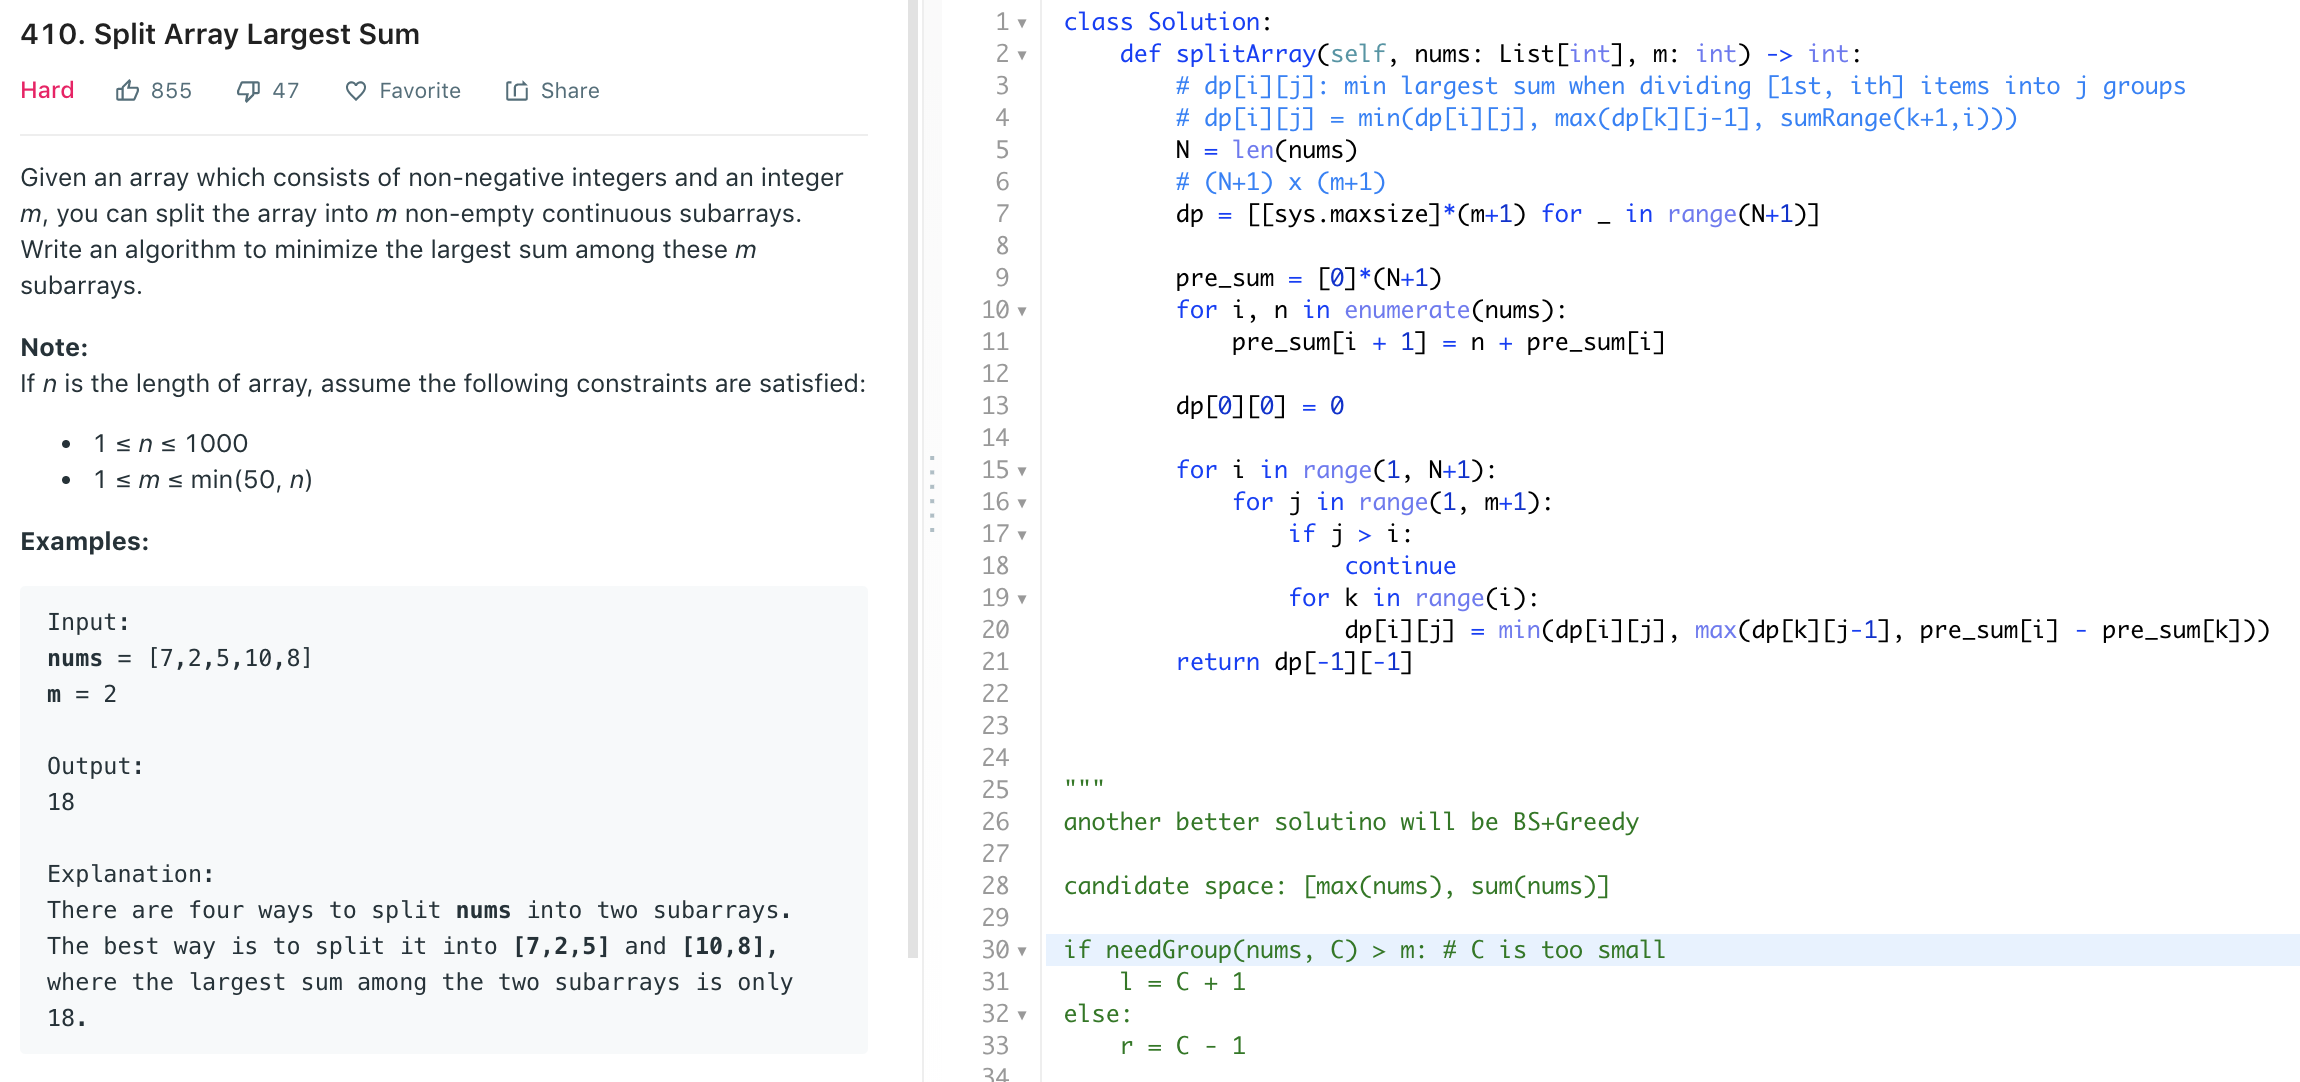 410. Split Array Largest Sum
Hard 855 47 Favorite Share
Given an array which consists of non-negative integers and an integer
m, you can split the array into m non-empty continuous subarrays.
Write an algorithm to minimize the largest sum among these m
subarrays.
Note:
If n is the length of array, assume the following constraints are satisfied:
• 1 ≤ n ≤ 1000
• 1 ≤ m ≤ min(50, n)
Examples:
Input:
nums = [7,2,5,10,8]
m = 2
Output:
18
Explanation:
There are four ways to split nums into two subarrays.
The best way is to split it into [7,2,5] and [10,8],
where the largest sum among the two subarrays is only
18.
1 class Solution:
2     def splitArray(self, nums: List[int], m: int) -> int:
3         # dp[i][j]: min largest sum when dividing [1st, ith] items into j groups
4         # dp[i][j] = min(dp[i][j], max(dp[k][j-1], sumRange(k+1,i)))
5         N = len(nums)
6         # (N+1) x (m+1)
7         dp = [[sys.maxsize]*(m+1) for _ in range(N+1)]
8
9         pre_sum = [0]*(N+1)
10         for i, n in enumerate(nums):
11             pre_sum[i + 1] = n + pre_sum[i]
12
13         dp[0][0] = 0
14
15         for i in range(1, N+1):
16             for j in range(1, m+1):
17                 if j > i:
18                     continue
19                 for k in range(i):
20                     dp[i][j] = min(dp[i][j], max(dp[k][j-1], pre_sum[i] - pre_sum[k]))
21         return dp[-1][-1]
22
23
24
25 """
26 another better solutino will be BS+Greedy
27
28 candidate space: [max(nums), sum(nums)]
29
30 if needGroup(nums, C) > m: # C is too small
31     l = C + 1
32 else:
33     r = C - 1
34